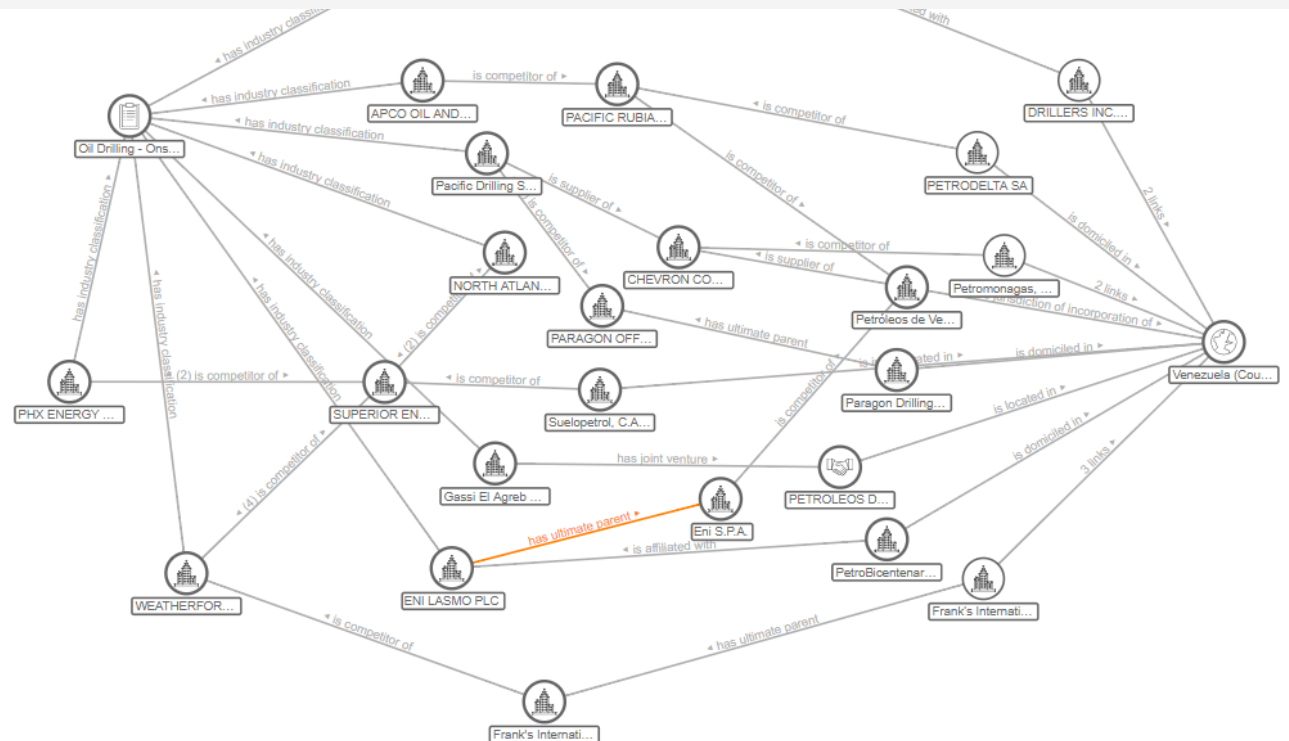 ◄ has industry classifi
ed with
◄ has industry classification
is competitor of ►
APCO OIL AND...
PACIFIC RUBIA...
DRILLERS INC....
Oil Drilling - Ons...
◄ has industry classification
◄ is competitor of
Pacific Drilling S...
PETRODELTA SA
◄ has industry classification
is supplier of ►
is competitor of ►
is competitor of ►
2 links ►
is domiciled in ►
has industry classification ►
◄ has industry classification
NORTH ATLAN...
CHEVRON CO...
◄ is competitor of
◄ is supplier of
Petromonagas, ...
2 links ►
◄ has industry classification
◄ has industry classification
◄ (2) is competitor of ►
PARAGON OFF...
Petróleos de Ve...
jurisdiction of incorporation of ►
◄ has ultimate parent
is domiciled in ►
Venezuela (Cou...
◄ has industry classification
PHX ENERGY ...
◄ (2) is competitor of ►
SUPERIOR EN...
◄ is competitor of
Suelopetrol, C.A...
Paragon Drilling...
is competitor of ►
is located in ►
is domiciled in ►
3 links ►
◄ (4) is competitor of ►
Gassi El Agreb ...
has joint venture ►
PETROLEOS D...
has ultimate parent ►
Eni S.P.A.
ENI LASMO PLC
◄ is affiliated with
PetroBicentenar...
WEATHERFOR...
Frank's Internati...
◄ is competitor of
◄ has ultimate parent
Frank's Internati...